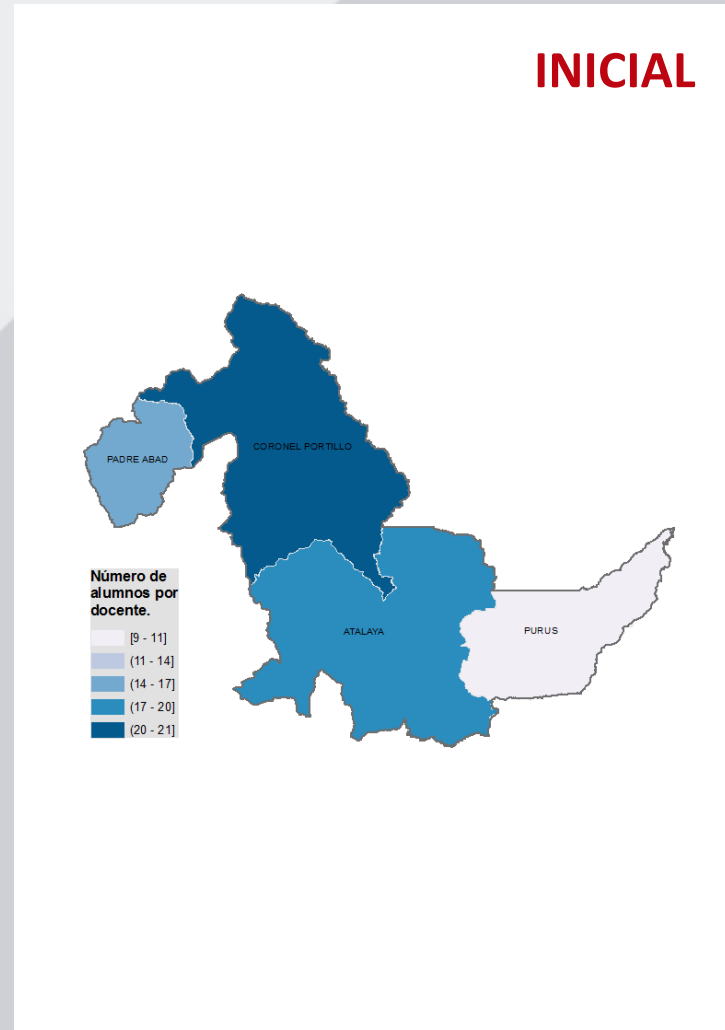 INICIAL
CORONEL PORTILLO
PADRE ABAD
ATALAYA
PURUS
Número de
alumnos por
docente.
[9 - 11]
(11 - 14]
(14 - 17]
(17 - 20]
(20 - 21]